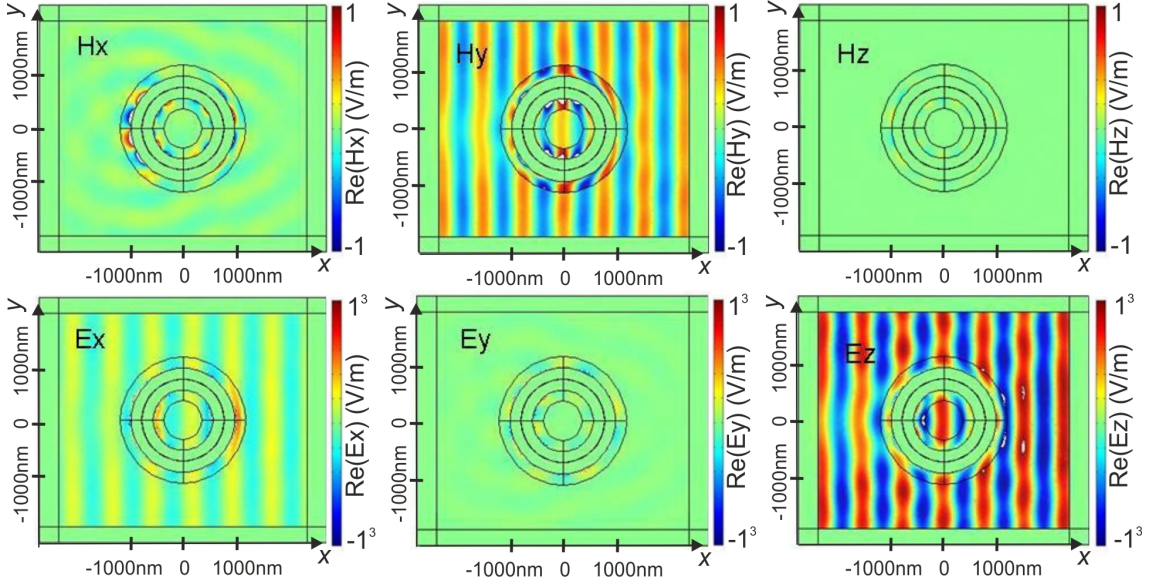 y
Hx
1000nm
0
-1000nm
-1000nm 0 1000nm
x
1
Re(Hx) (V/m)
-1
y
Hy
1000nm
0
-1000nm
-1000nm 0 1000nm
x
1
Re(Hy) (V/m)
-1
y
Hz
1000nm
0
-1000nm
-1000nm 0 1000nm
x
1
Re(Hz) (V/m)
-1
y
Ex
1000nm
0
-1000nm
-1000nm 0 1000nm
x
1³
Re(Ex) (V/m)
-1³
y
Ey
1000nm
0
-1000nm
-1000nm 0 1000nm
x
1³
Re(Ey) (V/m)
-1³
y
Ez
1000nm
0
-1000nm
-1000nm 0 1000nm
x
1³
Re(Ez) (V/m)
-1³